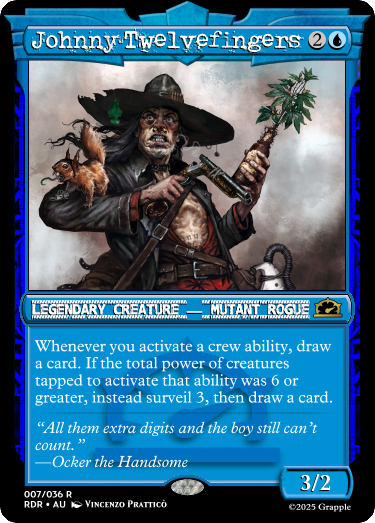 Johnny Twelvefingers 2
LEGENDARY CREATURE — MUTANT ROGUE
Whenever you activate a crew ability, draw
a card. If the total power of creatures
tapped to activate that ability was 6 or
greater, instead surveil 3, then draw a card.
“All them extra digits and the boy still can’t
count.”
—Ocker the Handsome
3/2
007/036 R
RDR • AU Vincenzo Pratticò
©2025 Grapple